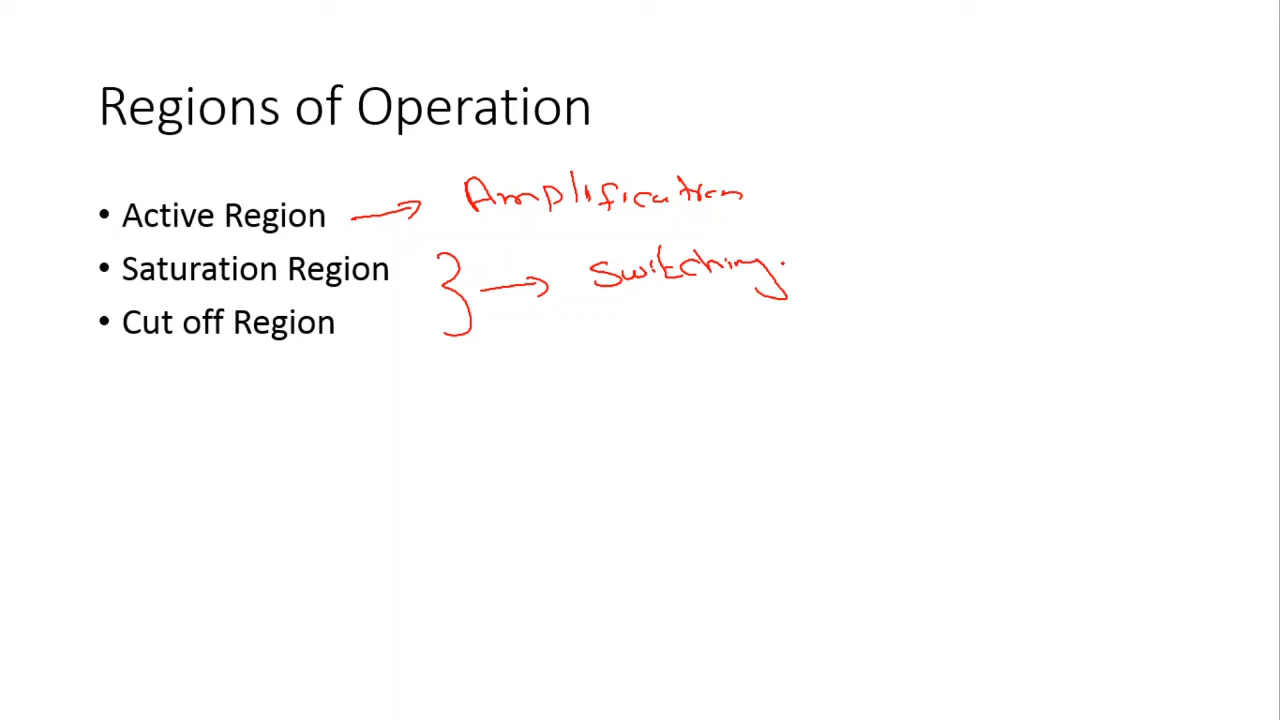 Regions of Operation
• Active Region → Amplification
• Saturation Region
} → Switching.
• Cut off Region